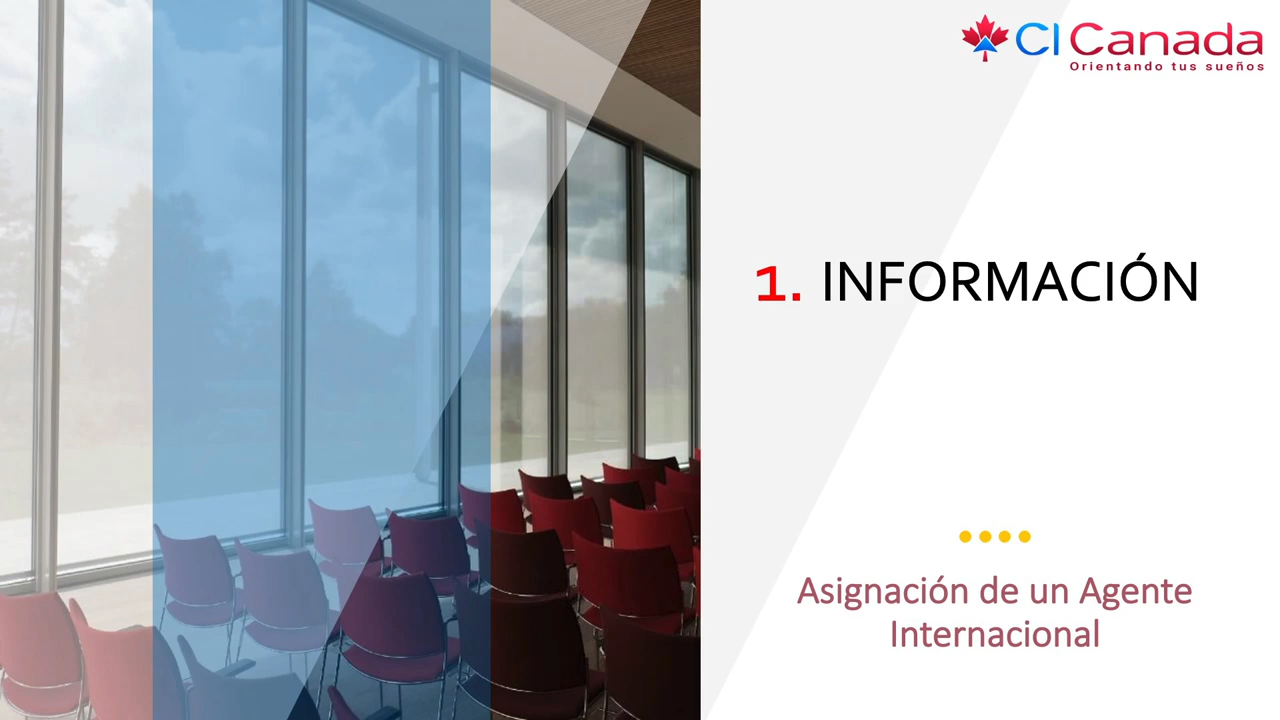 CI Canada
Orientando tus sueños
1. INFORMACIÓN
Asignación de un Agente
Internacional